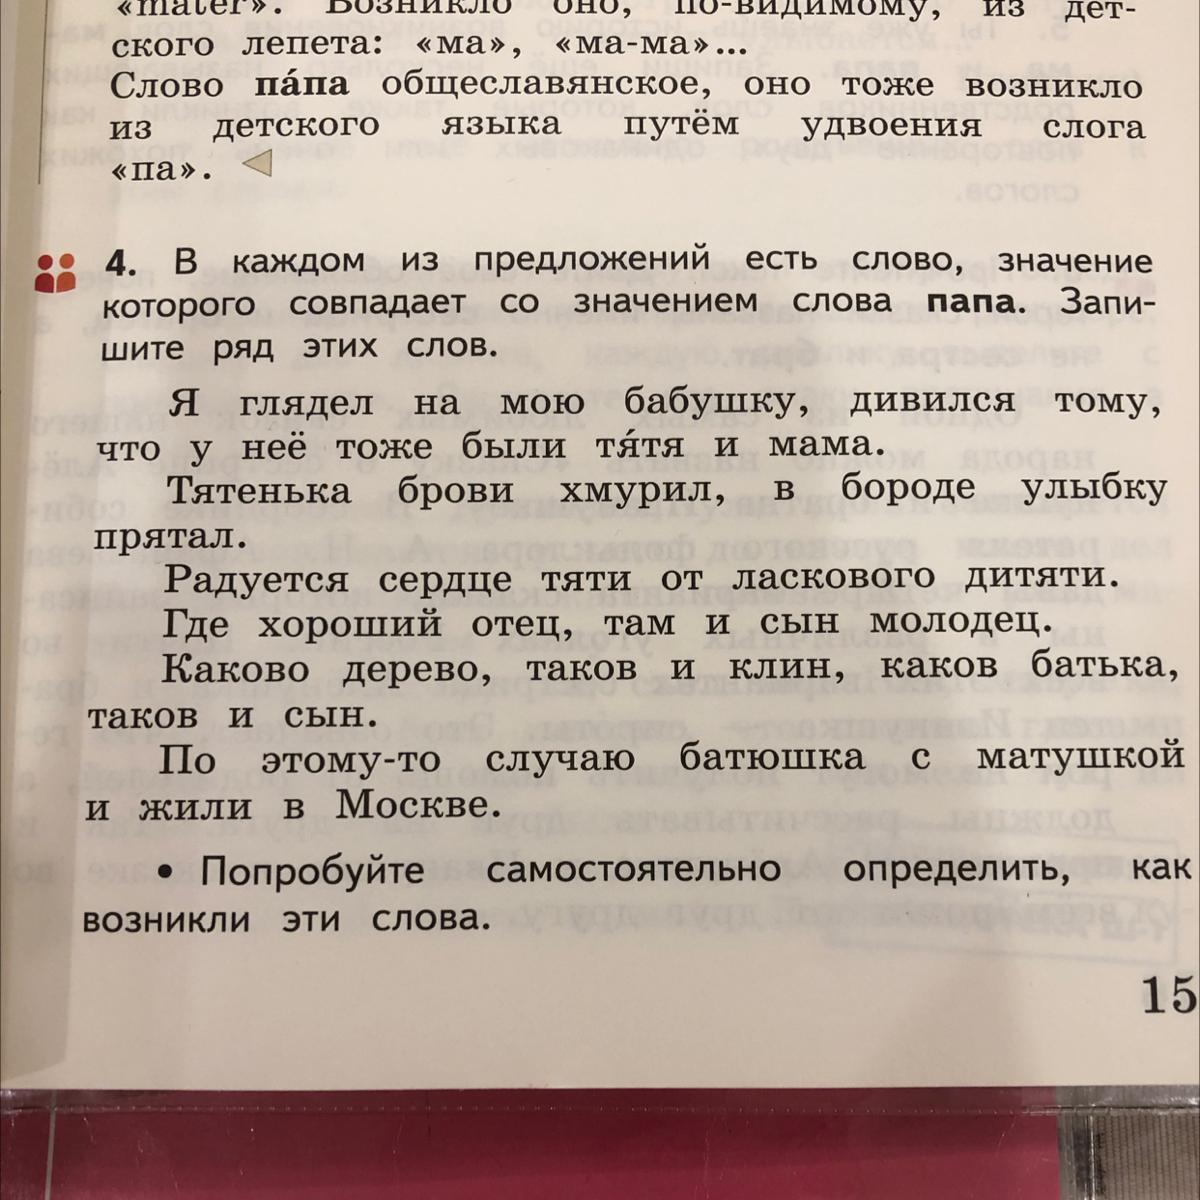 «mater». Возникло оно, по-видимому, из дет-
ского лепета: «ма», «ма-ма»...
Слово па́па общеславянское, оно тоже возникло
из детского языка путём удвоения слога
«па».
4. В каждом из предложений есть слово, значение
которого совпадает со значением слова папа. Запи-
шите ряд этих слов.
Я глядел на мою бабушку, дивился тому,
что у неё тоже были тя́тя и мама.
Тятенька брови хмурил, в бороде улыбку
прятал.
Радуется сердце тяти от ласкового дитяти.
Где хороший отец, там и сын молодец.
Каково дерево, таков и клин, каков батька,
таков и сын.
По этому-то случаю батюшка с матушкой
и жили в Москве.
• Попробуйте самостоятельно определить, как
возникли эти слова.
15